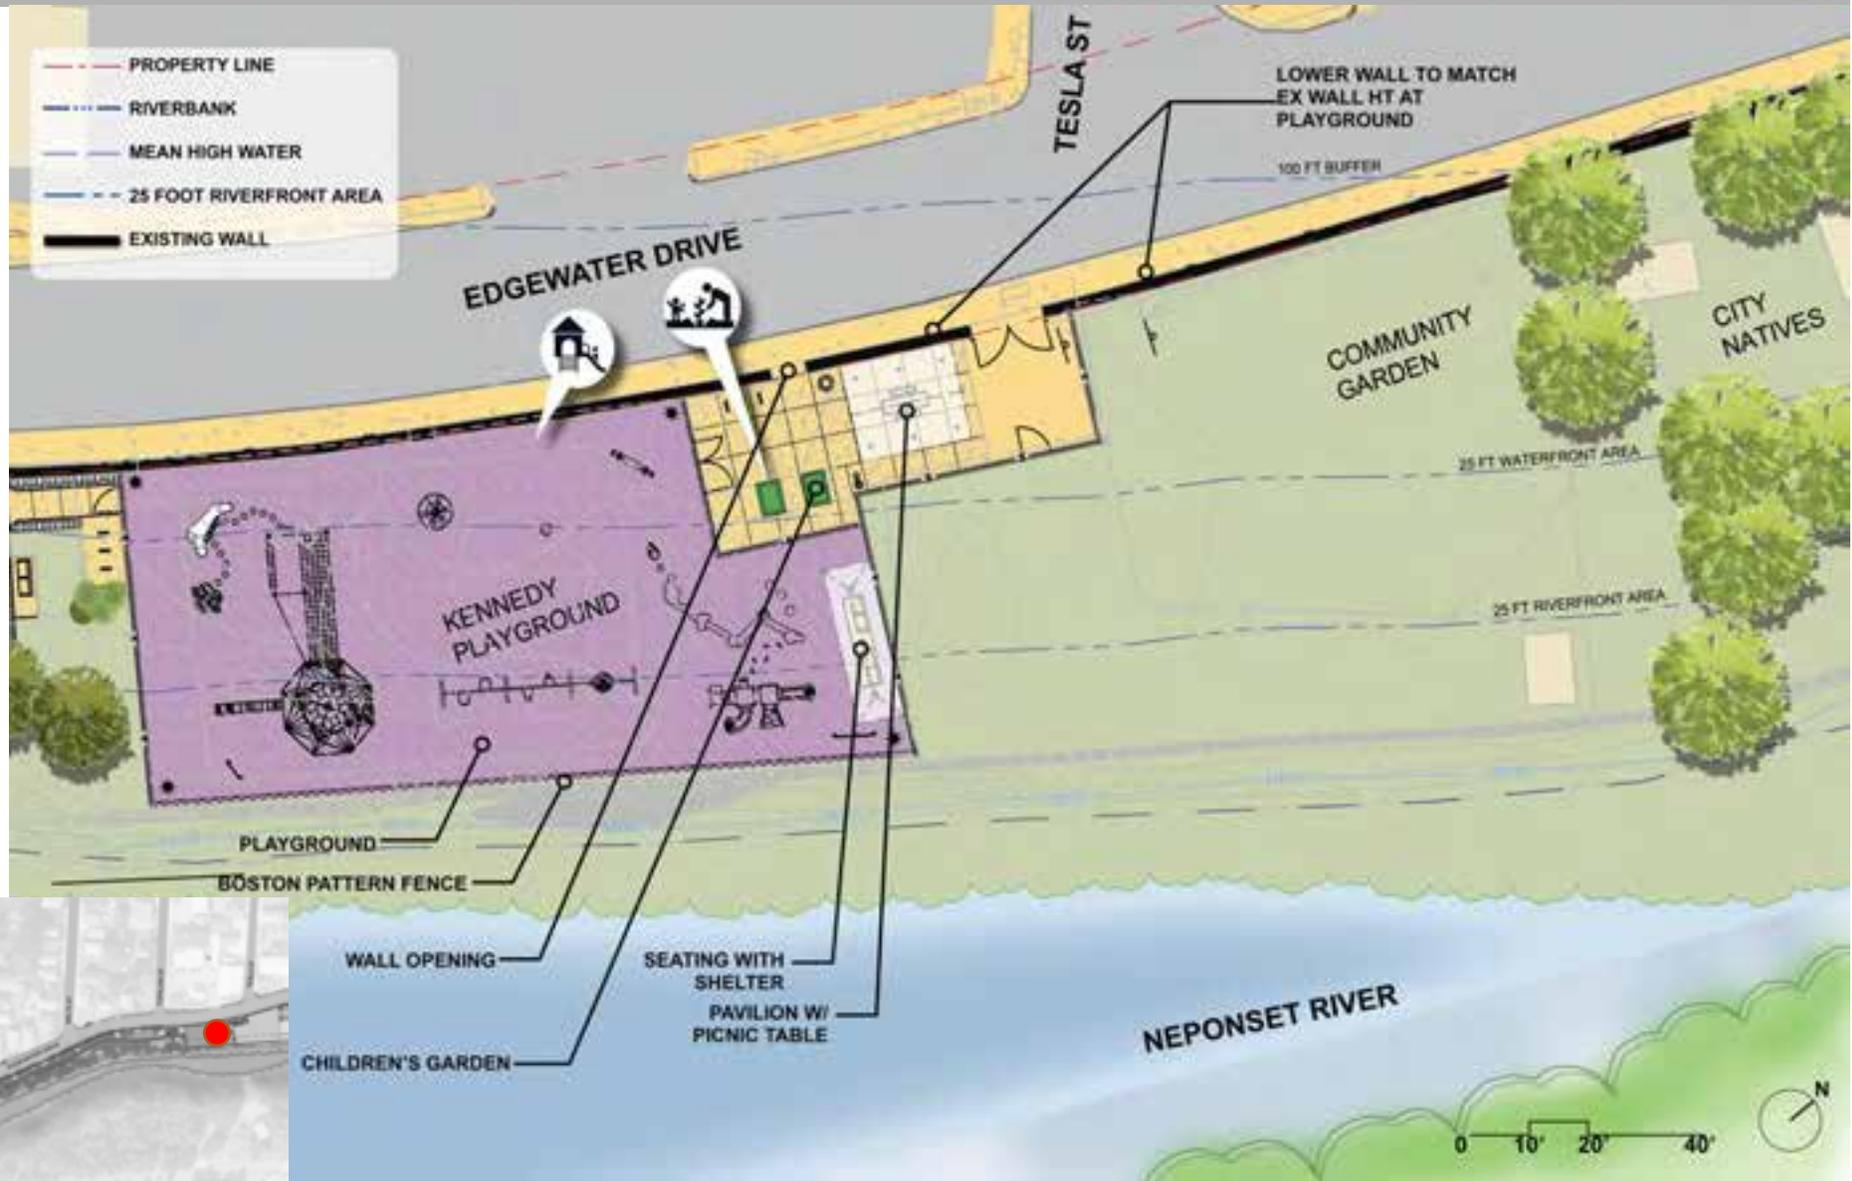 PROPERTY LINE
RIVERBANK
MEAN HIGH WATER
25 FOOT RIVERFRONT AREA
EXISTING WALL
TESLA ST
LOWER WALL TO MATCH
EX WALL HT AT
PLAYGROUND
100 FT BUFFER
EDGEWATER DRIVE
COMMUNITY
GARDEN
CITY
NATIVES
25 FT WATERFRONT AREA
25 FT RIVERFRONT AREA
KENNEDY
PLAYGROUND
PLAYGROUND
BOSTON PATTERN FENCE
WALL OPENING
SEATING WITH
SHELTER
PAVILION W/
PICNIC TABLE
CHILDREN'S GARDEN
NEPONSET RIVER
N
0 10' 20' 40'